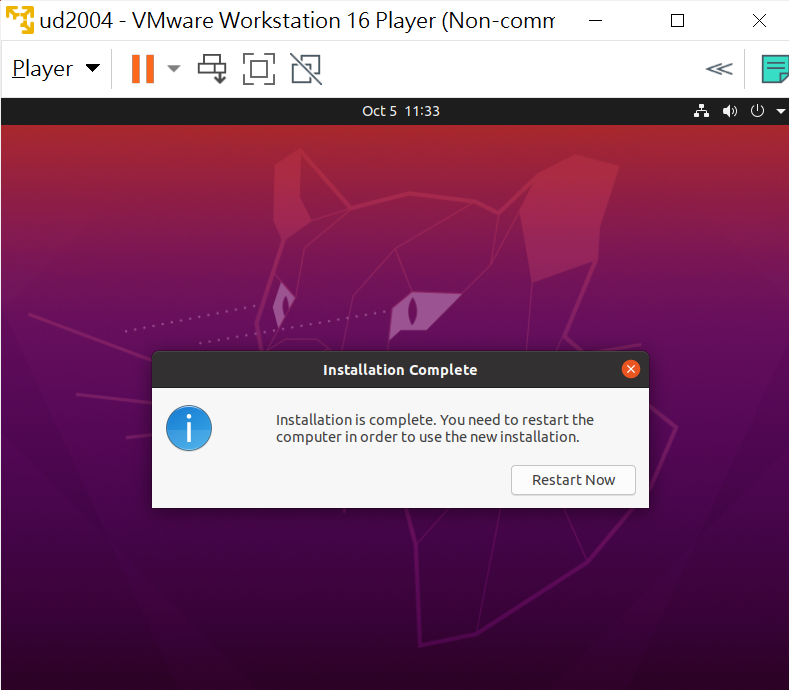 ud2004 - VMware Workstation 16 Player (Non-comm
Player
Oct 5 11:33
Installation Complete
Installation is complete. You need to restart the
computer in order to use the new installation.
Restart Now